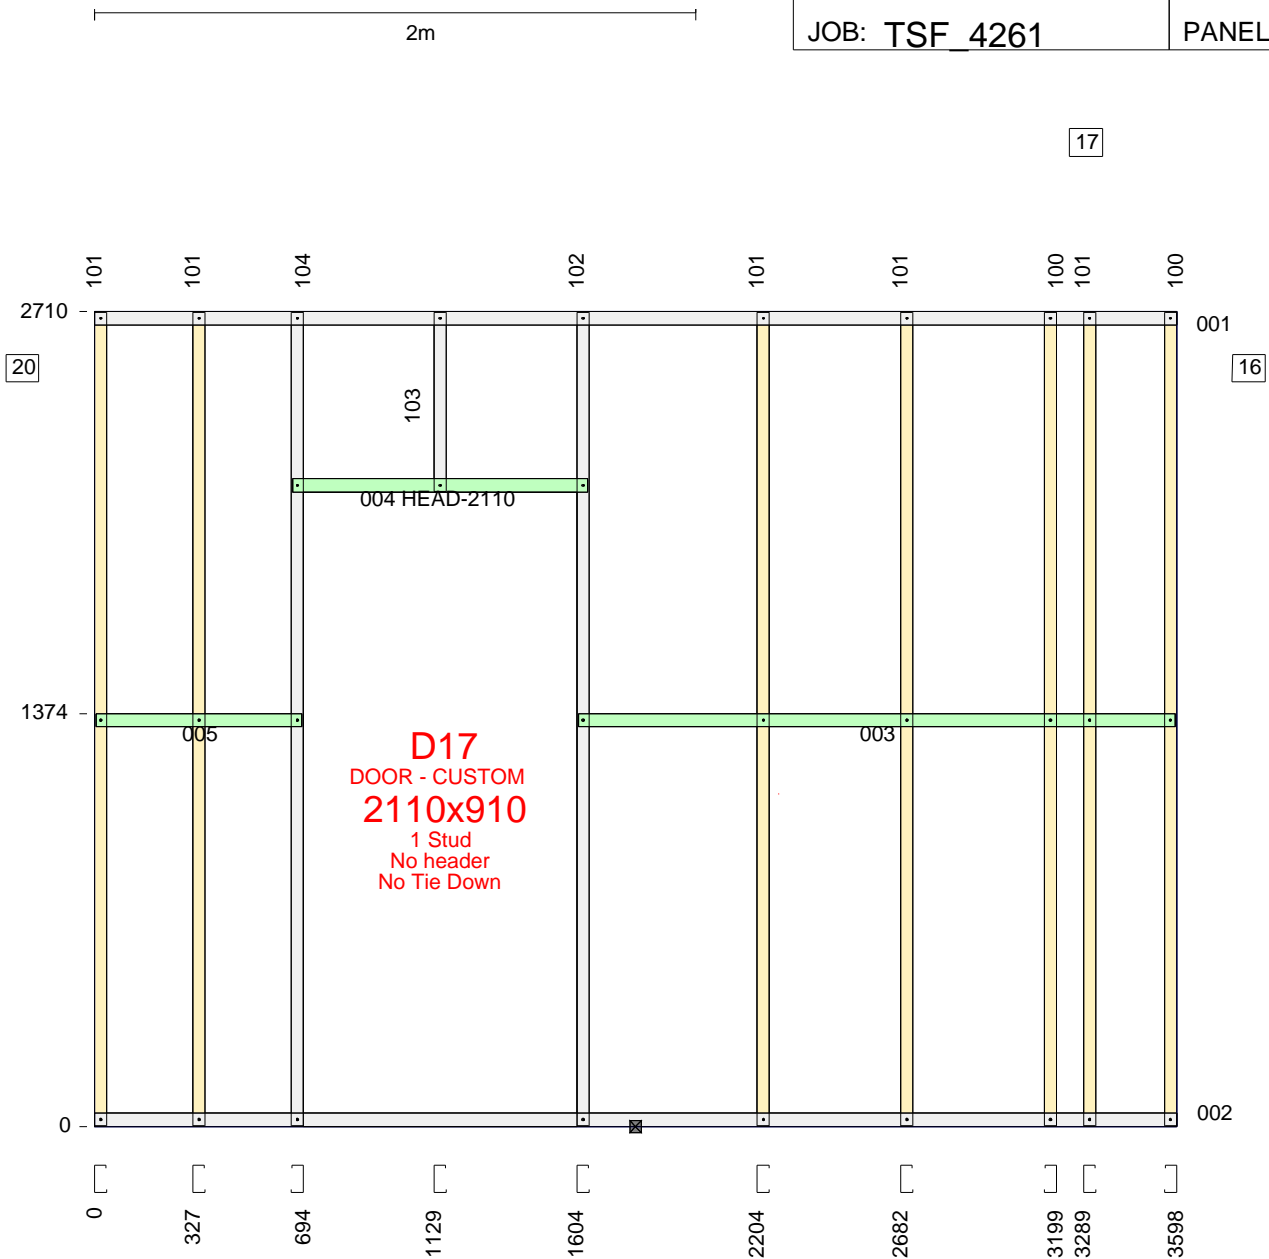 2m
JOB: TSF_4261 PANEL
17
101 101 104 102 101 101 100 101 100
2710
001
20
16
103
004 HEAD-2110
1374
005
003
D17
DOOR - CUSTOM
2110x910
1 Stud
No header
No Tie Down
0
002
0 327 694 1129 1604 2204 2682 3199 3289 3598